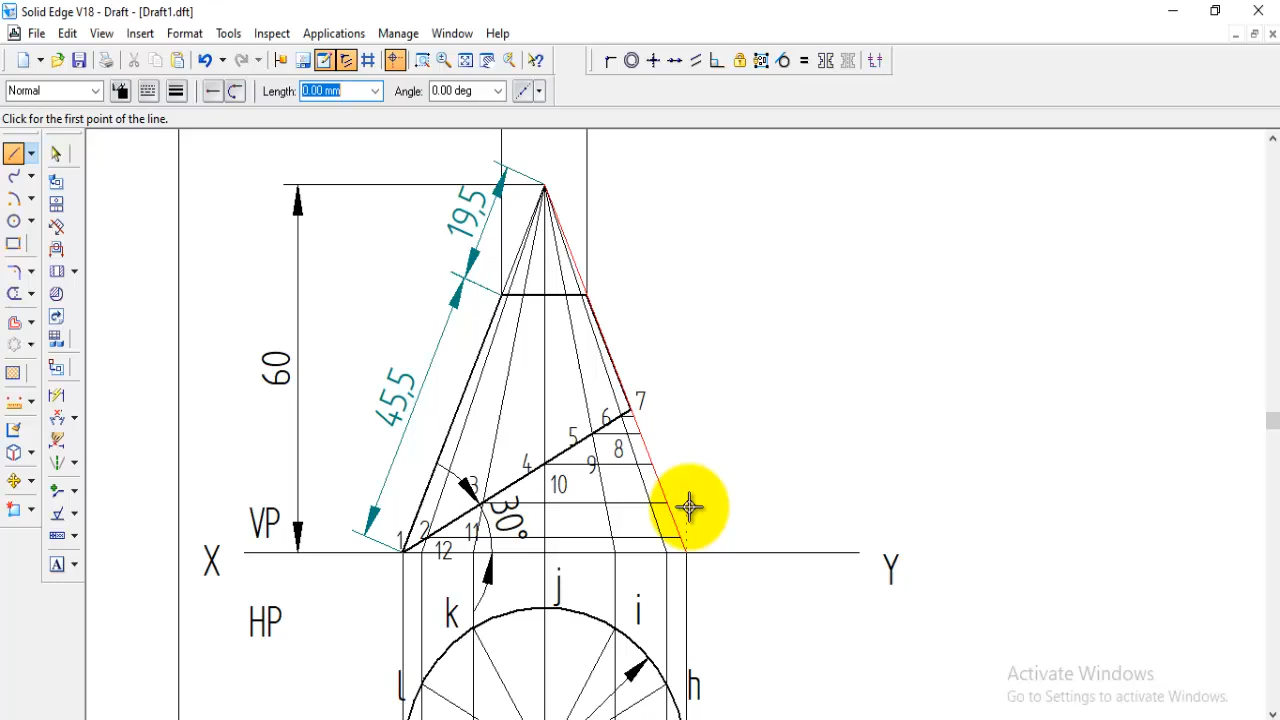 Solid Edge V18 - Draft - [Draft1.dft]
File Edit View Insert Format Tools Inspect Applications Manage Window Help
Normal Length: 0.00 mm Angle: 0.00 deg
Click for the first point of the line.
19,5
60
45,5
7
6
5
8
4
9
3
10
30°
VP
1
2
11
12
X
Y
j
HP
k
i
l
h
Activate Windows
Go to Settings to activate Windows.